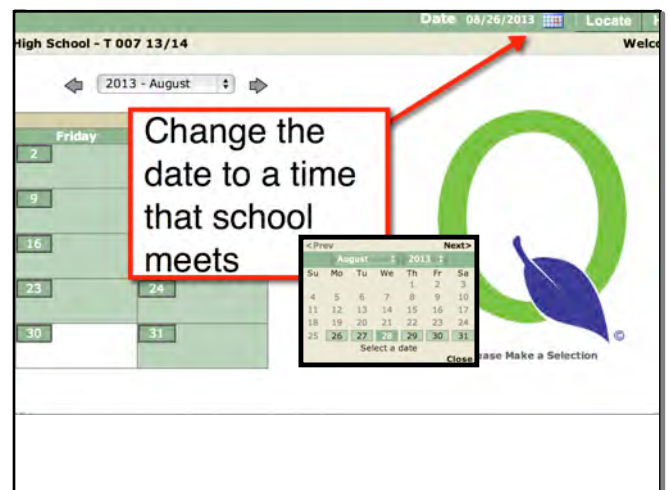 Date 08/26/2013 Locate H
High School - T 007 13/14 Welco
2013 - August
Friday
2
9
16
23 24
30 31
Change the
date to a time
that school
meets
<Prev Next>
August 2013
Su Mo Tu We Th Fr Sa
1 2 3
4 5 6 7 8 9 10
11 12 13 14 15 16 17
18 19 20 21 22 23 24
25 26 27 28 29 30 31
Select a date
Close
ease Make a Selection
©